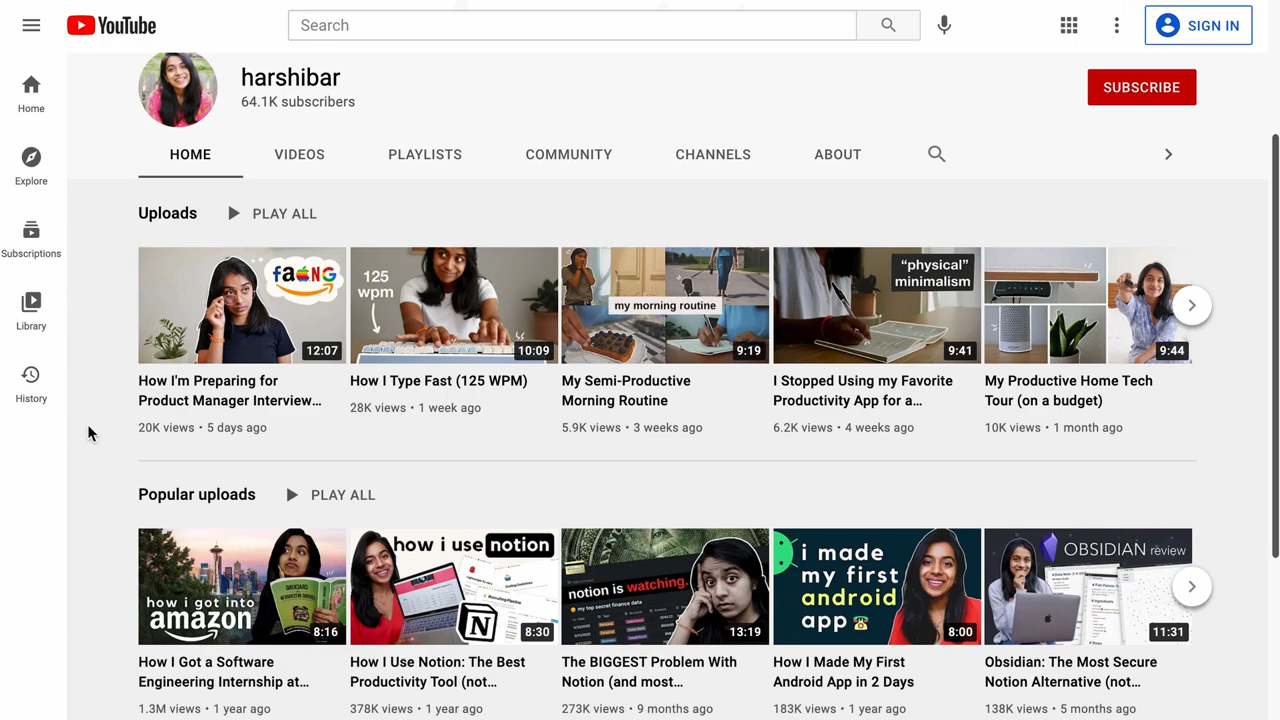 YouTube
Search
SIGN IN
Home
Explore
Subscriptions
Library
History
harshibar
64.1K subscribers
SUBSCRIBE
HOME
VIDEOS
PLAYLISTS
COMMUNITY
CHANNELS
ABOUT
Uploads
PLAY ALL
12:07
125
wpm
10:09
my morning routine
9:19
“physical”
minimalism
9:41
9:44
How I'm Preparing for
Product Manager Interview…
20K views • 5 days ago
How I Type Fast (125 WPM)
28K views • 1 week ago
My Semi-Productive
Morning Routine
5.9K views • 3 weeks ago
I Stopped Using my Favorite
Productivity App for a…
6.2K views • 4 weeks ago
My Productive Home Tech
Tour (on a budget)
10K views • 1 month ago
Popular uploads
PLAY ALL
how i got into
amazon
8:16
how i use notion
8:30
notion is watching.
13:19
i made
my first
android
app
8:00
OBSIDIAN review
11:31
How I Got a Software
Engineering Internship at…
1.3M views • 1 year ago
How I Use Notion: The Best
Productivity Tool (not…
378K views • 1 year ago
The BIGGEST Problem With
Notion (and most…
273K views • 9 months ago
How I Made My First
Android App in 2 Days
183K views • 1 year ago
Obsidian: The Most Secure
Notion Alternative (not…
138K views • 5 months ago